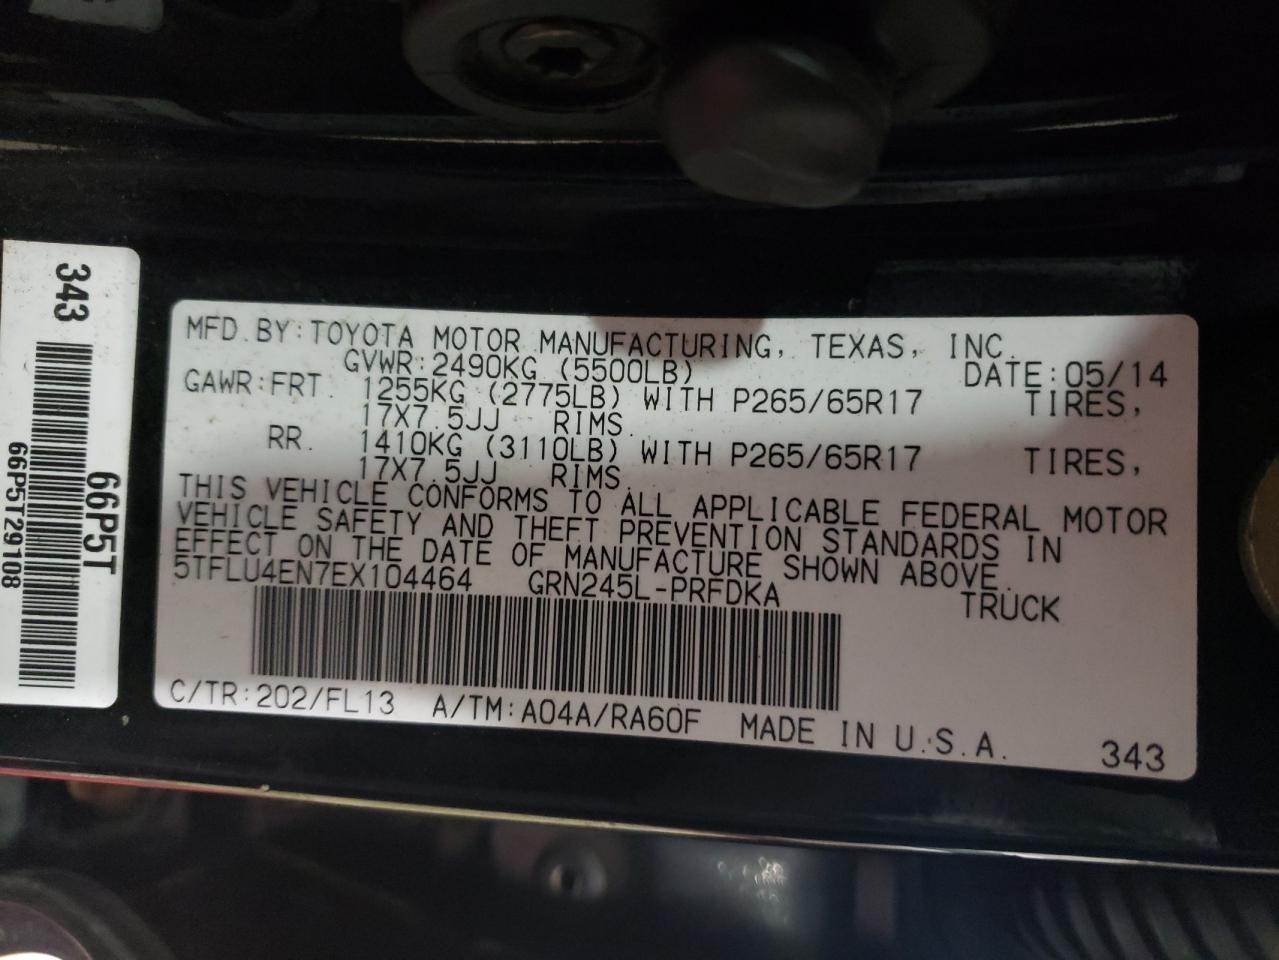 MFD. BY: TOYOTA MOTOR MANUFACTURING, TEXAS, INC.
GVWR: 2490KG (5500LB) DATE: 05/14
GAWR: FRT. 1255KG (2775LB) WITH P265/65R17 TIRES,
17X7.5JJ RIMS
RR. 1410KG (3110LB) WITH P265/65R17 TIRES,
17X7.5JJ RIMS.
THIS VEHICLE CONFORMS TO ALL APPLICABLE FEDERAL MOTOR
VEHICLE SAFETY AND THEFT PREVENTION STANDARDS IN
EFFECT ON THE DATE OF MANUFACTURE SHOWN ABOVE.
5TFLU4EN7EX104464 GRN245L-PRFDKA TRUCK
C/TR: 202/FL13 A/TM: A04A/RA60F MADE IN U.S.A. 343
343
66P5T
66P5T29108